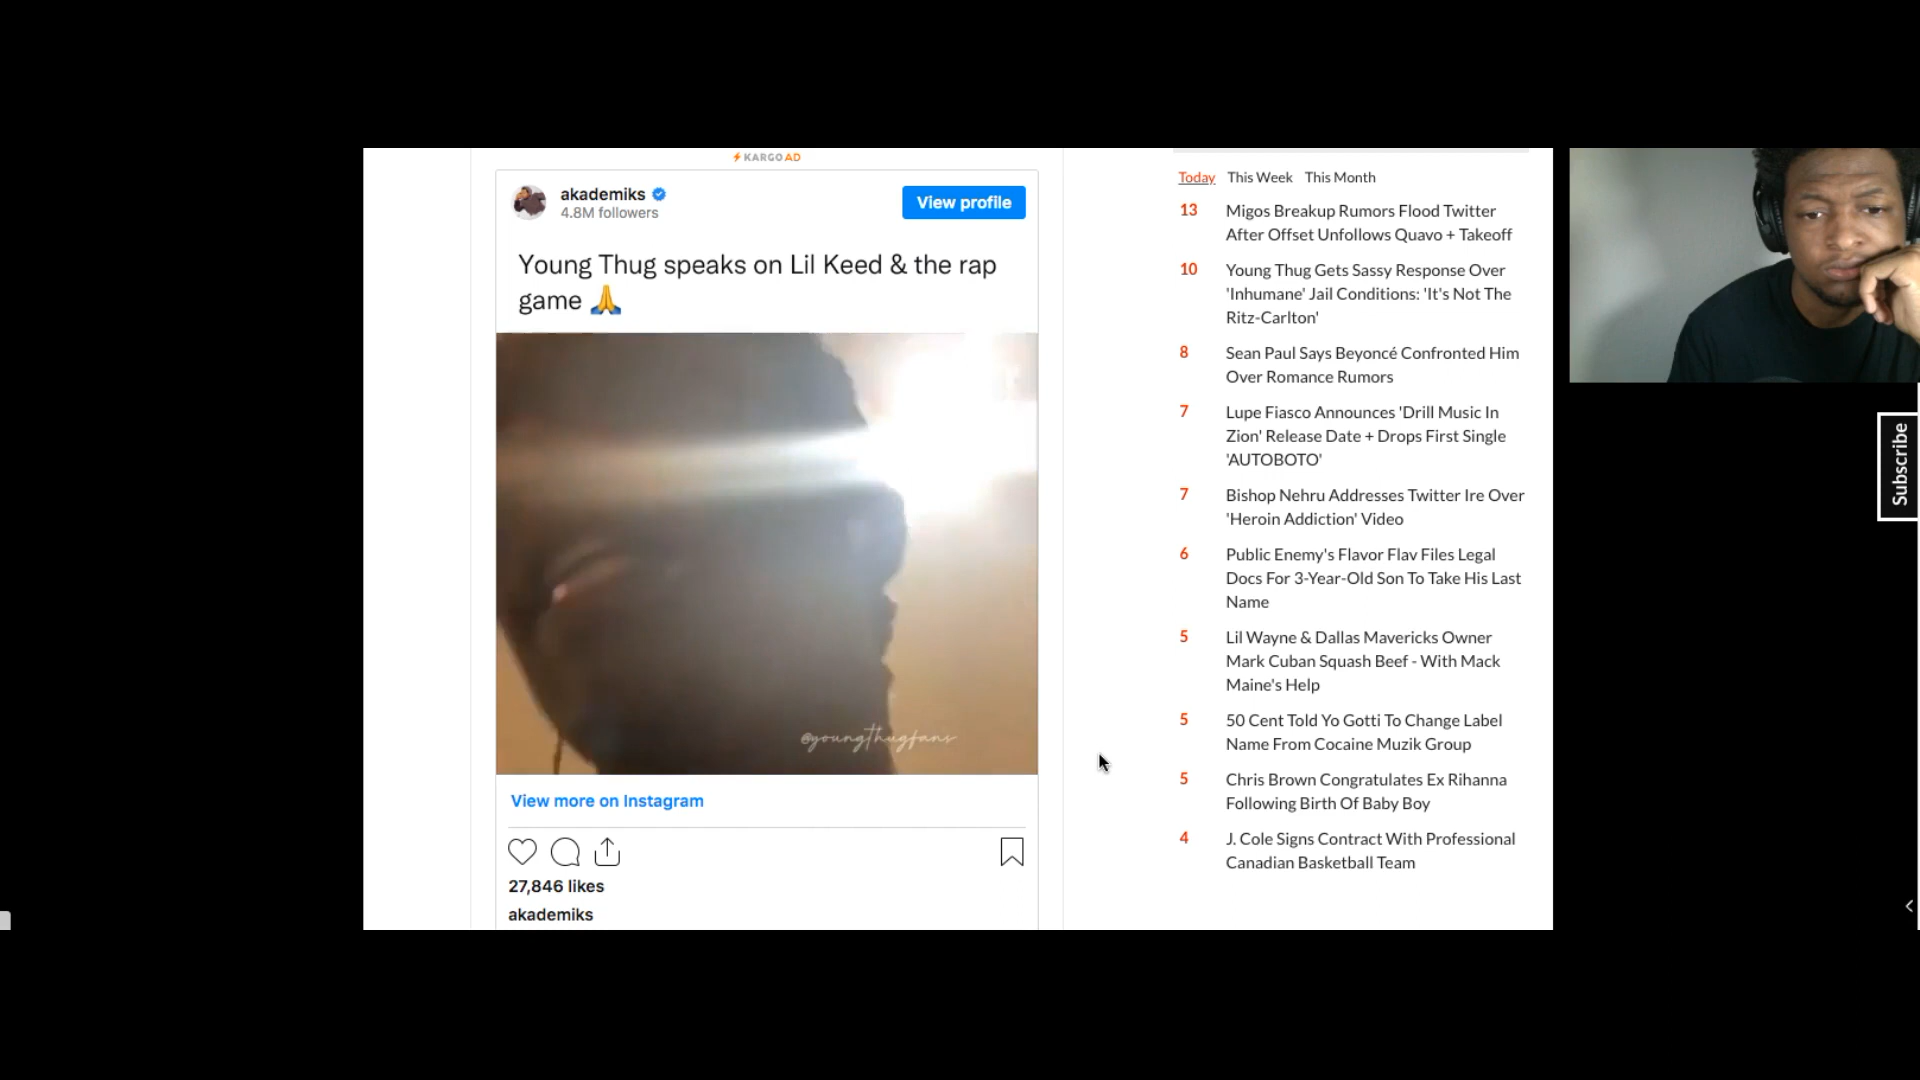 KARGO AD
akademiks
4.8M followers
View profile
Young Thug speaks on Lil Keed & the rap
game 🙏
@youngthugfans
View more on Instagram
27,846 likes
akademiks
Today This Week This Month
13 Migos Breakup Rumors Flood Twitter
After Offset Unfollows Quavo + Takeoff
10 Young Thug Gets Sassy Response Over
'Inhumane' Jail Conditions: 'It's Not The
Ritz-Carlton'
8 Sean Paul Says Beyoncé Confronted Him
Over Romance Rumors
7 Lupe Fiasco Announces 'Drill Music In
Zion' Release Date + Drops First Single
'AUTOBOTO'
7 Bishop Nehru Addresses Twitter Ire Over
'Heroin Addiction' Video
6 Public Enemy's Flavor Flav Files Legal
Docs For 3-Year-Old Son To Take His Last
Name
5 Lil Wayne & Dallas Mavericks Owner
Mark Cuban Squash Beef - With Mack
Maine's Help
5 50 Cent Told Yo Gotti To Change Label
Name From Cocaine Muzik Group
5 Chris Brown Congratulates Ex Rihanna
Following Birth Of Baby Boy
4 J. Cole Signs Contract With Professional
Canadian Basketball Team
Subscribe